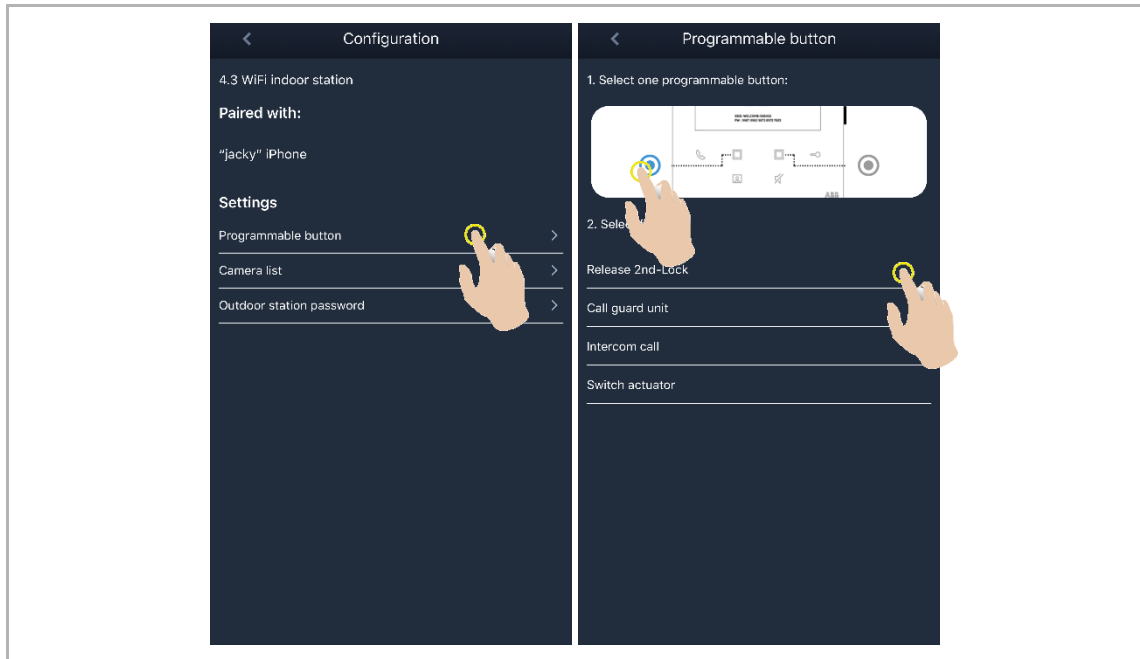 Configuration
4.3 WiFi indoor station
Paired with:
"jacky" iPhone
Settings
Programmable button
Camera list
Outdoor station password
Programmable button
1. Select one programmable button:
ABB
2.
Release 2nd-Lock
Call guard unit
Intercom call
Switch actuator